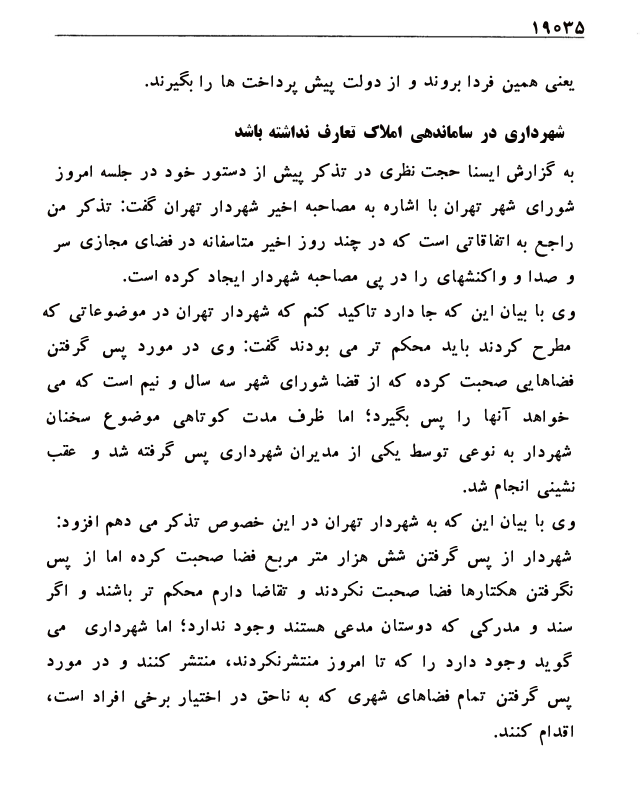 ۱۹۰۳۵
یعنی همین فردا بروند و از دولت پیش پرداخت ها را بگیرند.
شهرداری در ساماندهی املاک تعارف نداشته باشد
به گزارش ایسنا حجت نظری در تذکر پیش از دستور خود در جلسه امروز
شورای شهر تهران با اشاره به مصاحبه اخیر شهردار تهران گفت: تذکر من
راجع به اتفاقاتی است که در چند روز اخیر متاسفانه در فضای مجازی سر
و صدا و واکنشهای را در پی مصاحبه شهردار ایجاد کرده است.
وی با بیان این که جا دارد تاکید کنم که شهردار تهران در موضوعاتی که
مطرح کردند باید محکم تر می بودند گفت: وی در مورد پس گرفتن
فضاهایی صحبت کرده که از قضا شورای شهر سه سال و نیم است که می
خواهد آنها را پس بگیرد؛ اما ظرف مدت کوتاهی موضوع سخنان
شهردار به نوعی توسط یکی از مدیران شهرداری پس گرفته شد و عقب
نشینی انجام شد.
وی با بیان این که به شهردار تهران در این خصوص تذکر می دهم افزود:
شهردار از پس گرفتن شش هزار متر مربع فضا صحبت کرده اما از پس
نگرفتن هکتارها فضا صحبت نکردند و تقاضا دارم محکم تر باشند و اگر
سند و مدرکی که دوستان مدعی هستند وجود ندارد؛ اما شهرداری می
گوید وجود دارد را که تا امروز منتشرنکردند، منتشر کنند و در مورد
پس گرفتن تمام فضاهای شهری که به ناحق در اختیار برخی افراد است،
اقدام کنند.